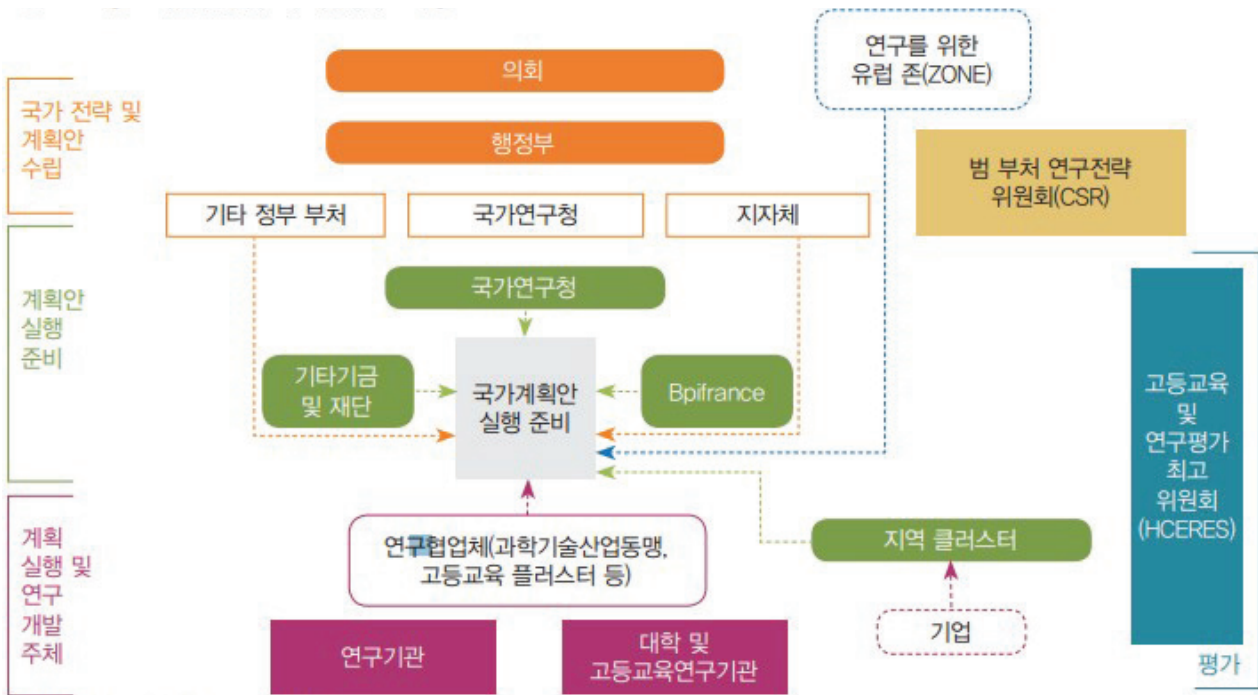 연구를 위한
유럽 존(ZONE)
의회
국가 전략 및
계획안
수립
행정부
범 부처 연구전략
위원회(CSR)
기타 정부 부처
국가연구청
지자체
계획안
실행
준비
국가연구청
기타기금
및 재단
국가계획안
실행 준비
Bpifrance
고등교육
및
연구평가
최고
위원회
(HCERES)
계획
실행 및
연구
개발
주체
연구협업체(과학기술산업동맹,
고등교육 플러스터 등)
지역 클러스터
기업
연구기관
대학 및
고등교육연구기관
평가